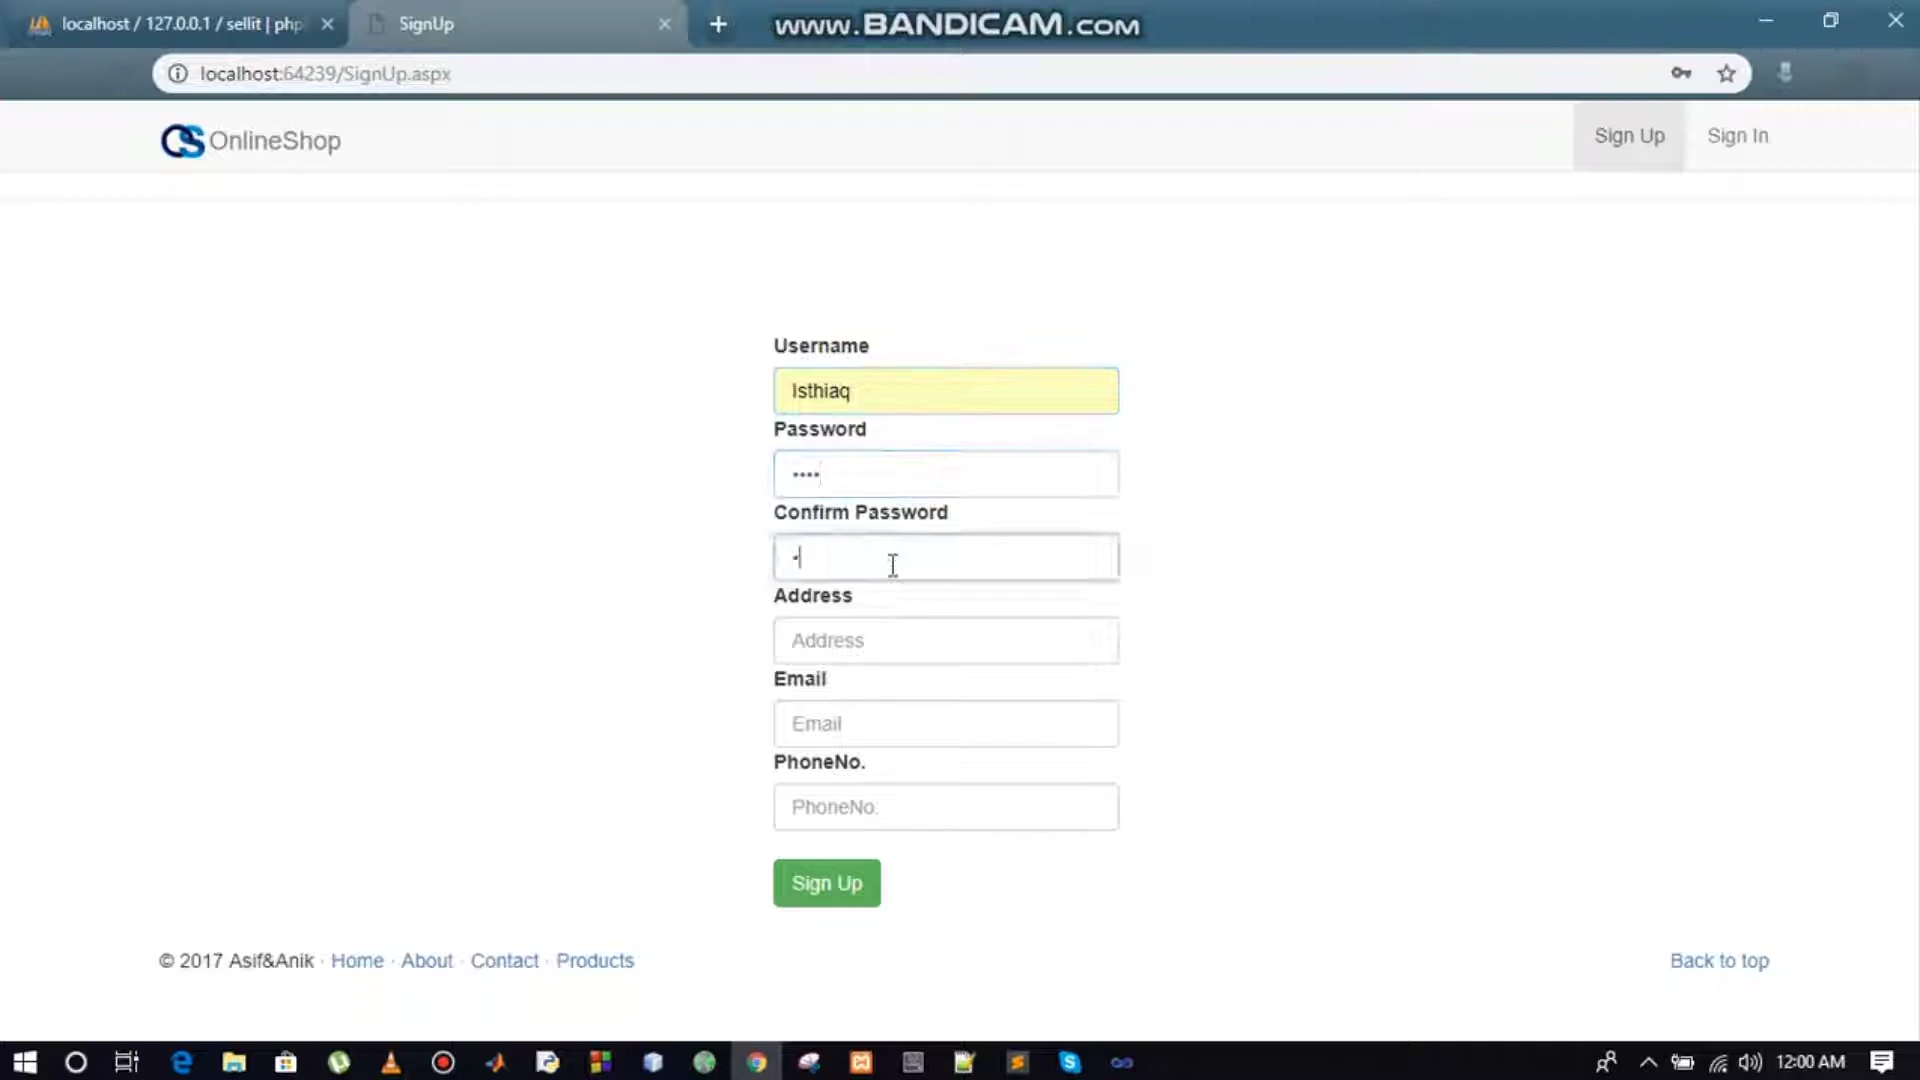 localhost / 127.0.0.1 / sellit | php
SignUp
www.BANDICAM.com
localhost:64239/SignUp.aspx
OS OnlineShop
Sign Up
Sign In
Username
Isthiaq
Password
••••
Confirm Password
•
Address
Address
Email
Email
PhoneNo.
PhoneNo.
Sign Up
© 2017 Asif&Anik · Home · About · Contact · Products
Back to top
12:00 AM